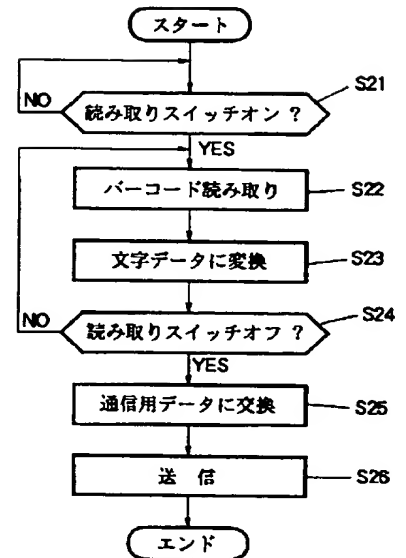 スタート
S21
NO
読み取りスイッチオン ?
YES
バーコード読み取り
S22
文字データに変換
S23
S24
NO
読み取りスイッチオフ ?
YES
通信用データに交換
S25
送 信
S26
エンド